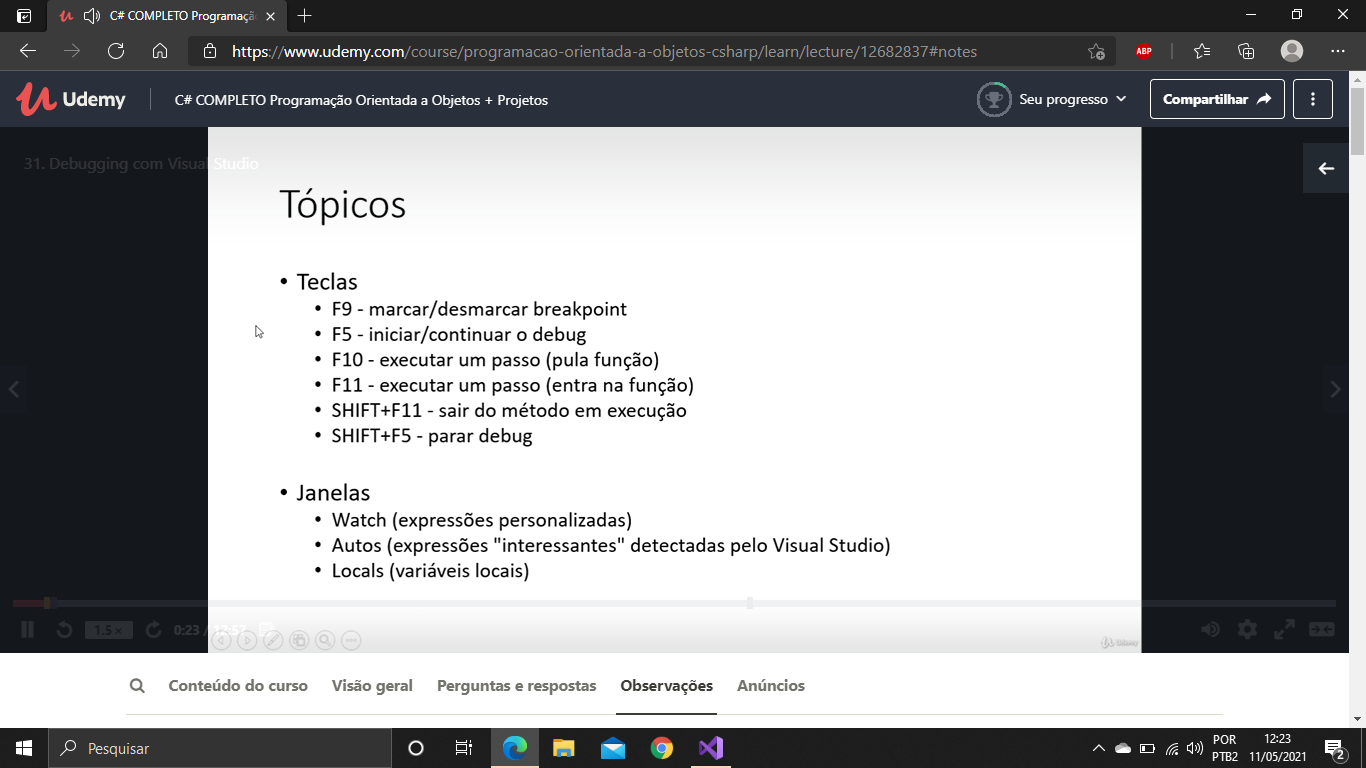 C# COMPLETO Programaçã
https://www.udemy.com/course/programacao-orientada-a-objetos-csharp/learn/lecture/12682837#notes
ABP
Udemy
C# COMPLETO Programação Orientada a Objetos + Projetos
Seu progresso
Compartilhar
31. Debugging com Visual Studio
Tópicos
• Teclas
• F9 - marcar/desmarcar breakpoint
• F5 - iniciar/continuar o debug
• F10 - executar um passo (pula função)
• F11 - executar um passo (entra na função)
• SHIFT+F11 - sair do método em execução
• SHIFT+F5 - parar debug
• Janelas
• Watch (expressões personalizadas)
• Autos (expressões "interessantes" detectadas pelo Visual Studio)
• Locals (variáveis locais)
1.5×
0:23 /
Udemy
Conteúdo do curso
Visão geral
Perguntas e respostas
Observações
Anúncios
Pesquisar
POR
PTB2
12:23
11/05/2021
2